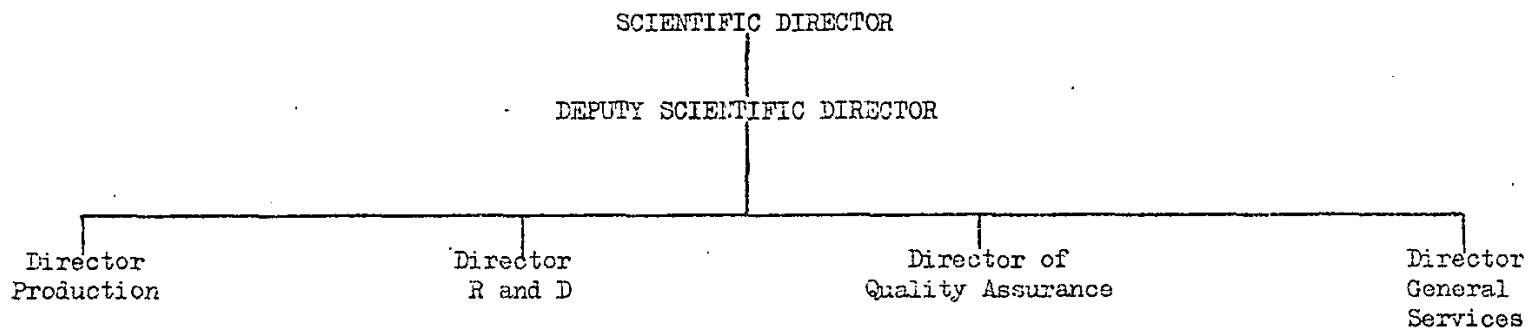 SCIENTIFIC DIRECTOR
DEPUTY SCIENTIFIC DIRECTOR
Director
Production
Director
R and D
Director of
Quality Assurance
Director
General
Services